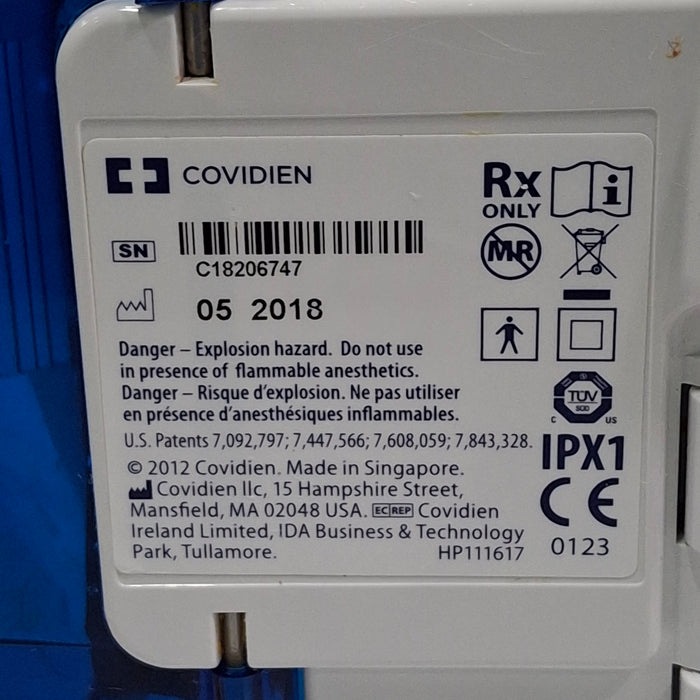 COVIDIEN
Rx
ONLY
SN
C18206747
MR
05 2018
Danger – Explosion hazard. Do not use
in presence of flammable anesthetics.
Danger – Risque d'explosion. Ne pas utiliser
en présence d'anesthésiques inflammables.
U.S. Patents 7,092,797; 7,447,566; 7,608,059; 7,843,328.
© 2012 Covidien. Made in Singapore.
Covidien llc, 15 Hampshire Street,
Mansfield, MA 02048 USA. EC REP Covidien
Ireland Limited, IDA Business & Technology
Park, Tullamore.
HP111617
TÜV
SÜD
C US
IPX1
CE
0123